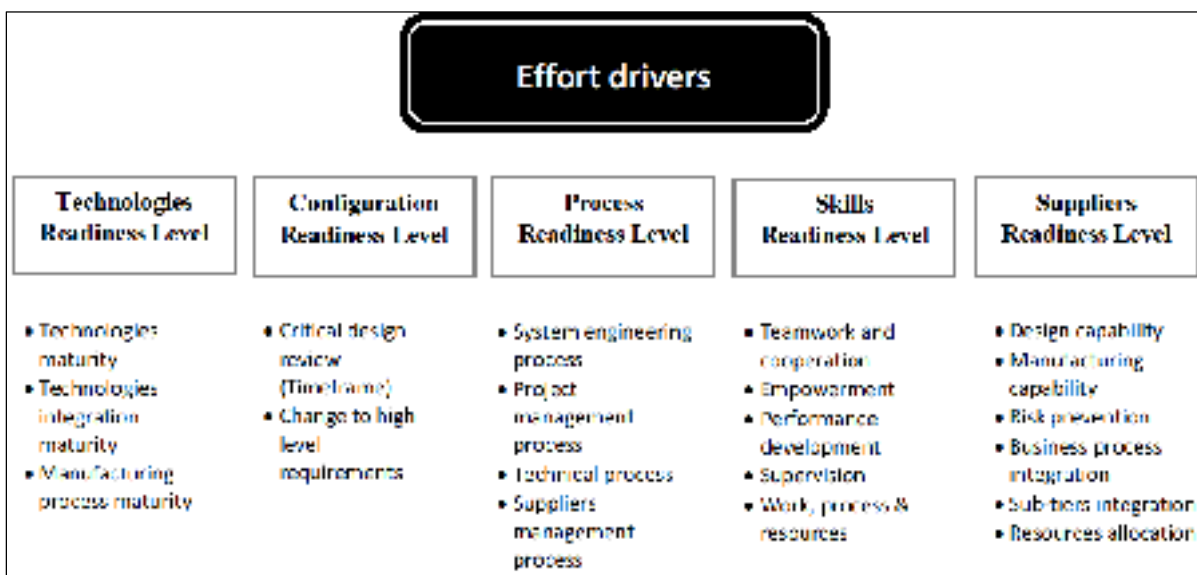 Effort drivers
Technologies
Readiness Level
Configuration
Readiness Level
Process
Readiness Level
Skills
Readiness Level
Suppliers
Readiness Level
• Technologies
maturity
• Technologies
integration
maturity
• Manufacturing
process maturity
• Critical design
review
(Timeframe)
• Change to high
level
requirements
• System engineering
process
• Project
management
process
• Technical process
• Suppliers
management
process
• Teamwork and
cooperation
• Empowerment
• Performance
development
• Supervision
• Work, process &
resources
• Design capability
• Manufacturing
capability
• Risk prevention
• Business process
integration
• Sub-tiers integration
• Resources allocation